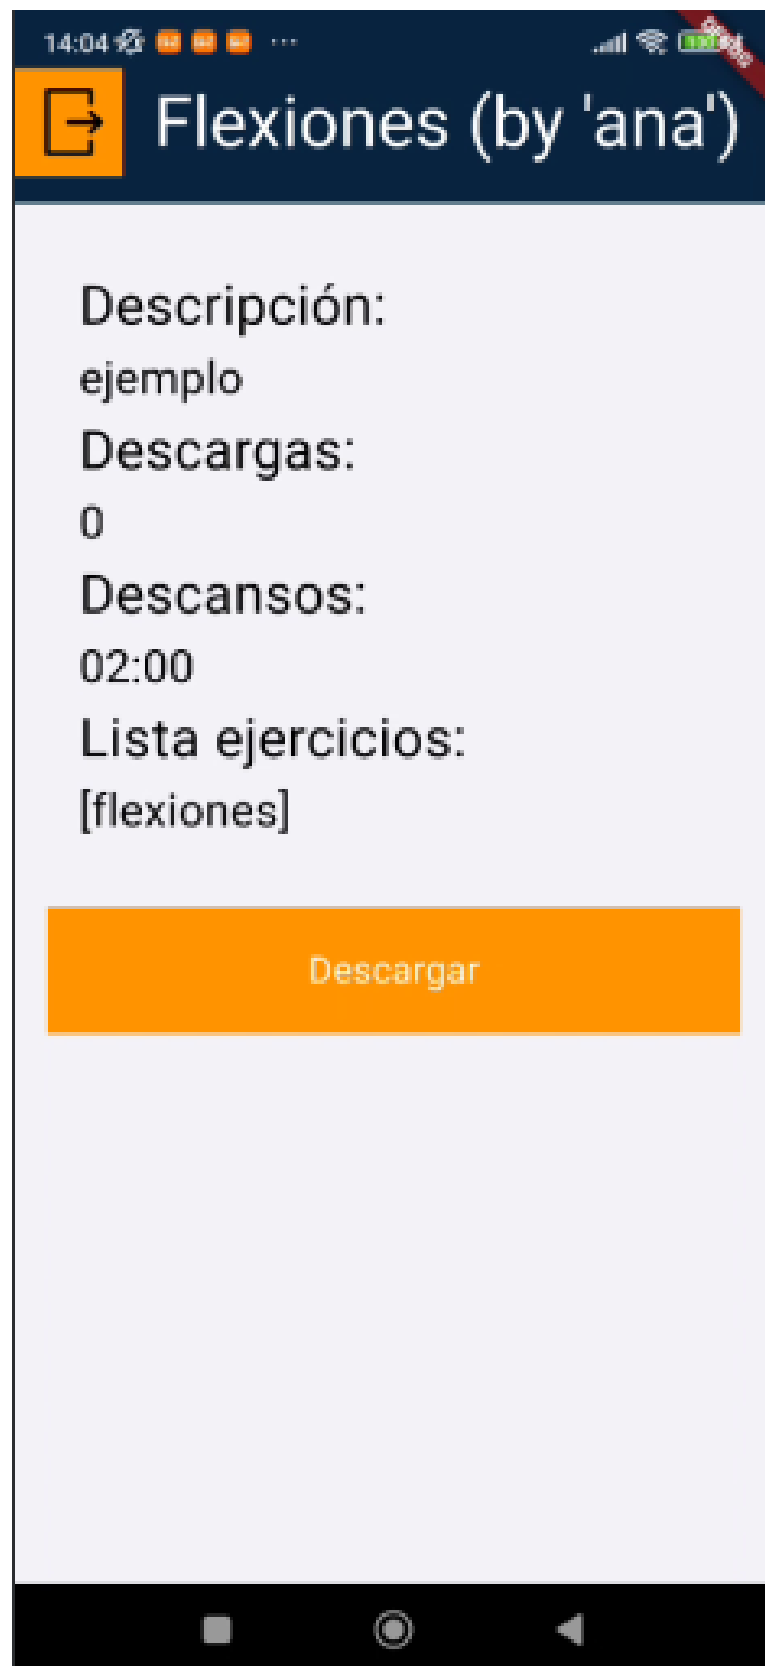 14:04
Flexiones (by 'ana')
Descripción:
ejemplo
Descargas:
0
Descansos:
02:00
Lista ejercicios:
[flexiones]
Descargar